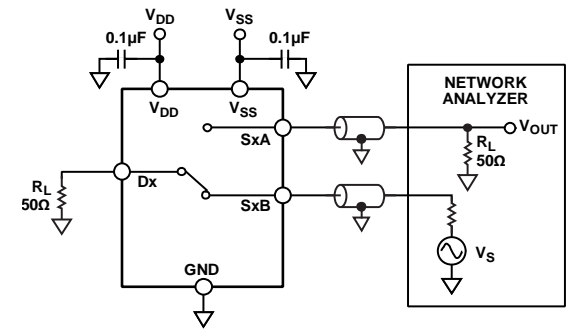 VDD
VSS
0.1µF
0.1µF
VDD
VSS
NETWORK
ANALYZER
SxA
VOUT
RL
50Ω
Dx
RL
50Ω
SxB
VS
GND